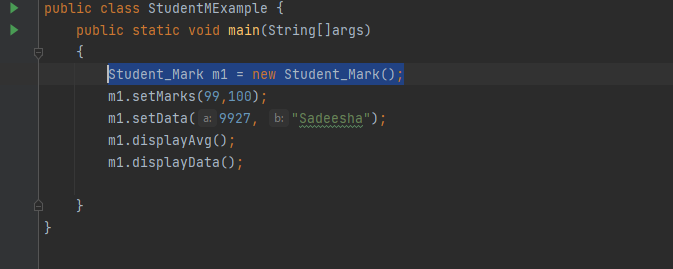 public class StudentMExample {
public static void main(String[]args)
{
Student_Mark m1 = new Student_Mark();
m1.setMarks(99,100);
m1.setData( a: 9927, b: "Sadeesha");
m1.displayAvg();
m1.displayData();
}
}